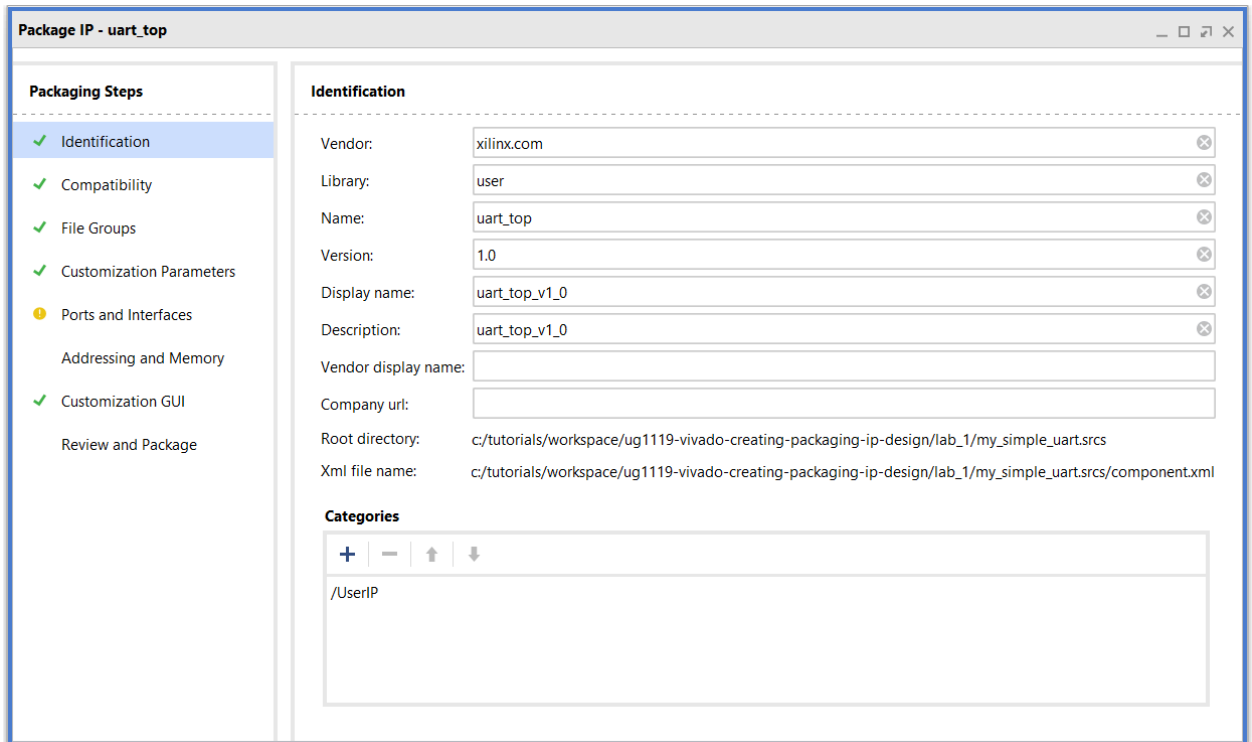 Package IP - uart_top
Packaging Steps
Identification
Compatibility
File Groups
Customization Parameters
Ports and Interfaces
Addressing and Memory
Customization GUI
Review and Package
Identification
Vendor: xilinx.com
Library: user
Name: uart_top
Version: 1.0
Display name: uart_top_v1_0
Description: uart_top_v1_0
Vendor display name:
Company url:
Root directory: c:/tutorials/workspace/ug1119-vivado-creating-packaging-ip-design/lab_1/my_simple_uart.srcs
Xml file name: c:/tutorials/workspace/ug1119-vivado-creating-packaging-ip-design/lab_1/my_simple_uart.srcs/component.xml
Categories
/UserIP